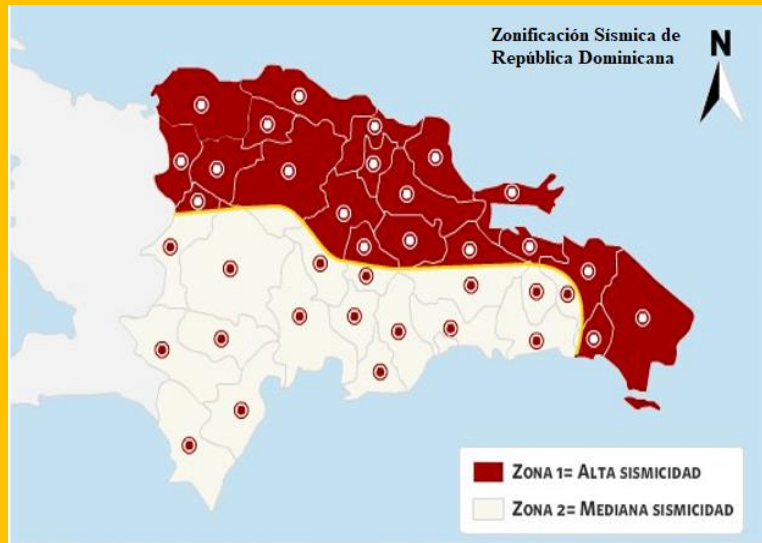 Zonificación Sísmica de
República Dominicana
N
ZONA 1= ALTA SISMICIDAD
ZONA 2= MEDIANA SISMICIDAD